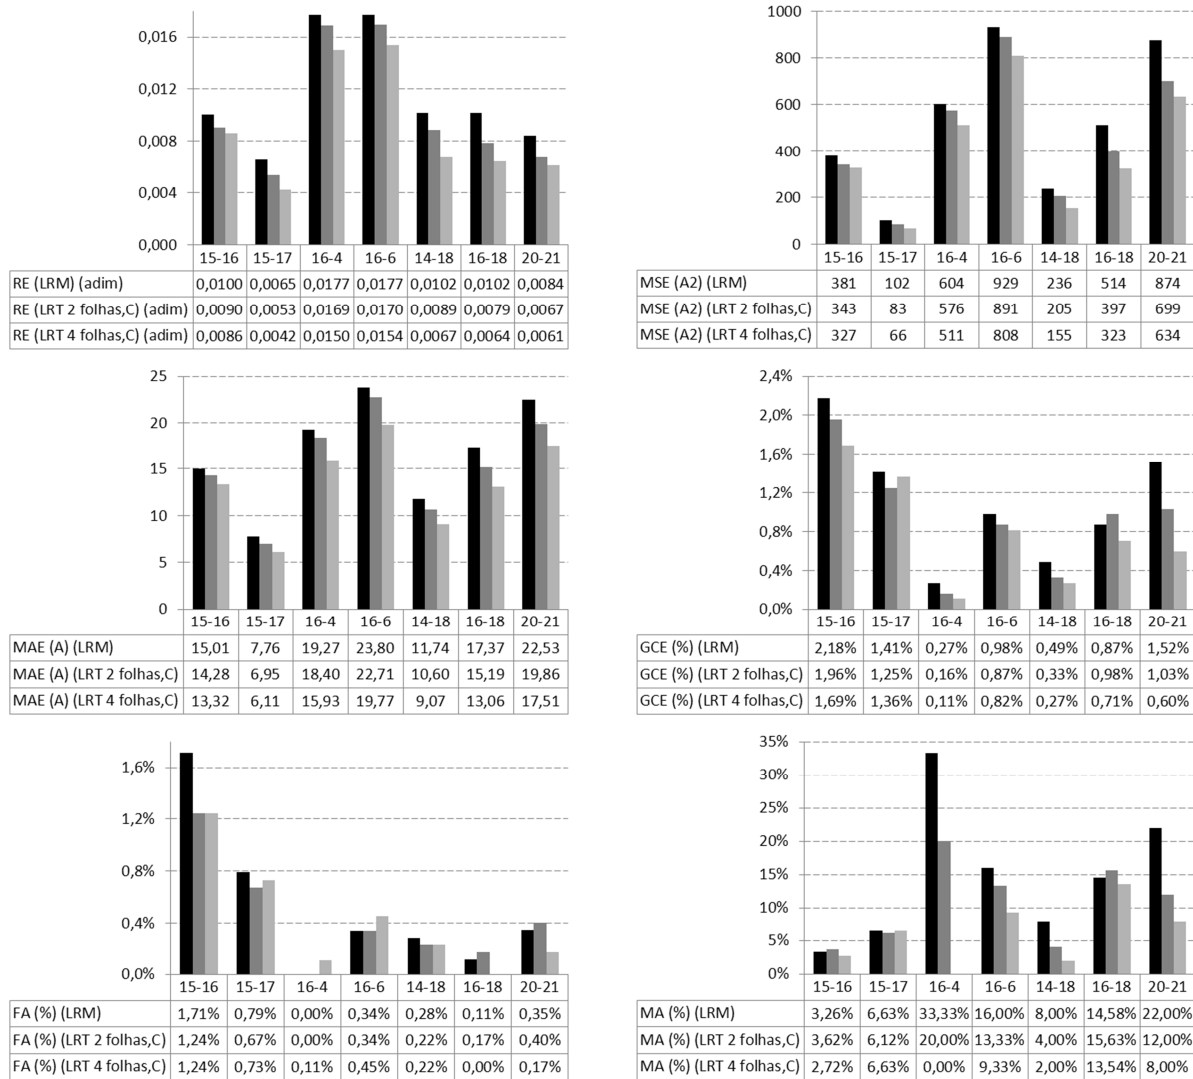 0,016
0,012
0,008
0,004
0,000
15-16 15-17 16-4 16-6 14-18 16-18 20-21
RE (LRM) (adim) 0,0100 0,0065 0,0177 0,0177 0,0102 0,0102 0,0084
RE (LRT 2 folhas,C) (adim) 0,0090 0,0053 0,0169 0,0170 0,0089 0,0079 0,0067
RE (LRT 4 folhas,C) (adim) 0,0086 0,0042 0,0150 0,0154 0,0067 0,0064 0,0061
1000
800
600
400
200
0
15-16 15-17 16-4 16-6 14-18 16-18 20-21
MSE (A2) (LRM) 381 102 604 929 236 514 874
MSE (A2) (LRT 2 folhas,C) 343 83 576 891 205 397 699
MSE (A2) (LRT 4 folhas,C) 327 66 511 808 155 323 634
25
20
15
10
5
0
15-16 15-17 16-4 16-6 14-18 16-18 20-21
MAE (A) (LRM) 15,01 7,76 19,27 23,80 11,74 17,37 22,53
MAE (A) (LRT 2 folhas,C) 14,28 6,95 18,40 22,71 10,60 15,19 19,86
MAE (A) (LRT 4 folhas,C) 13,32 6,11 15,93 19,77 9,07 13,06 17,51
2,4%
2,0%
1,6%
1,2%
0,8%
0,4%
0,0%
15-16 15-17 16-4 16-6 14-18 16-18 20-21
GCE (%) (LRM) 2,18% 1,41% 0,27% 0,98% 0,49% 0,87% 1,52%
GCE (%) (LRT 2 folhas,C) 1,96% 1,25% 0,16% 0,87% 0,33% 0,98% 1,03%
GCE (%) (LRT 4 folhas,C) 1,69% 1,36% 0,11% 0,82% 0,27% 0,71% 0,60%
1,6%
1,2%
0,8%
0,4%
0,0%
15-16 15-17 16-4 16-6 14-18 16-18 20-21
FA (%) (LRM) 1,71% 0,79% 0,00% 0,34% 0,28% 0,11% 0,35%
FA (%) (LRT 2 folhas,C) 1,24% 0,67% 0,00% 0,34% 0,22% 0,17% 0,40%
FA (%) (LRT 4 folhas,C) 1,24% 0,73% 0,11% 0,45% 0,22% 0,00% 0,17%
35%
30%
25%
20%
15%
10%
5%
0%
15-16 15-17 16-4 16-6 14-18 16-18 20-21
MA (%) (LRM) 3,26% 6,63% 33,33% 16,00% 8,00% 14,58% 22,00%
MA (%) (LRT 2 folhas,C) 3,62% 6,12% 20,00% 13,33% 4,00% 15,63% 12,00%
MA (%) (LRT 4 folhas,C) 2,72% 6,63% 0,00% 9,33% 2,00% 13,54% 8,00%